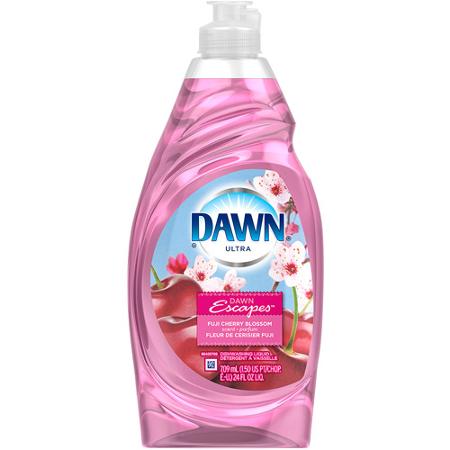 DAWN
ULTRA
DAWN
Escapes™
FUJI CHERRY BLOSSOM
scent • parfum
FLEUR DE CERISIER FUJI
DISHWASHING LIQUID
DÉTERGENT À VAISSELLE
709 mL (1.50 US PT/CHOP.
É.-U.) 24 FL OZ LIQ.